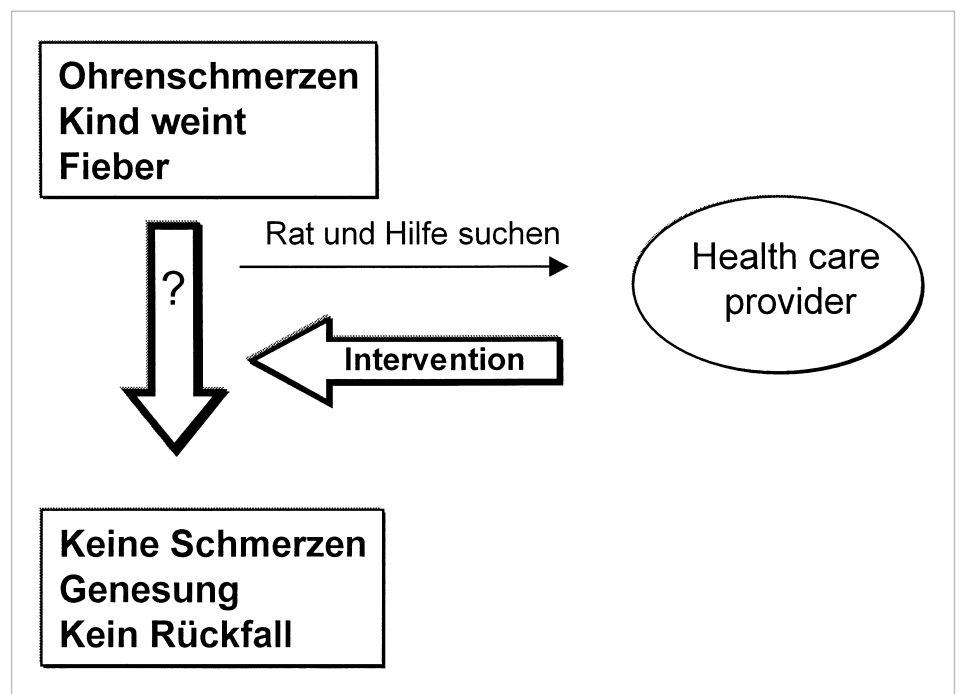 Ohrenschmerzen
Kind weint
Fieber
Rat und Hilfe suchen
?
Health care
provider
Intervention
Keine Schmerzen
Genesung
Kein Rückfall